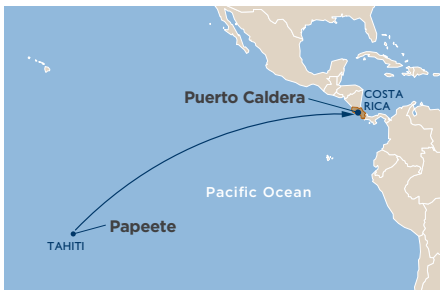 Puerto Caldera
COSTA
RICA
Pacific Ocean
Papeete
TAHITI